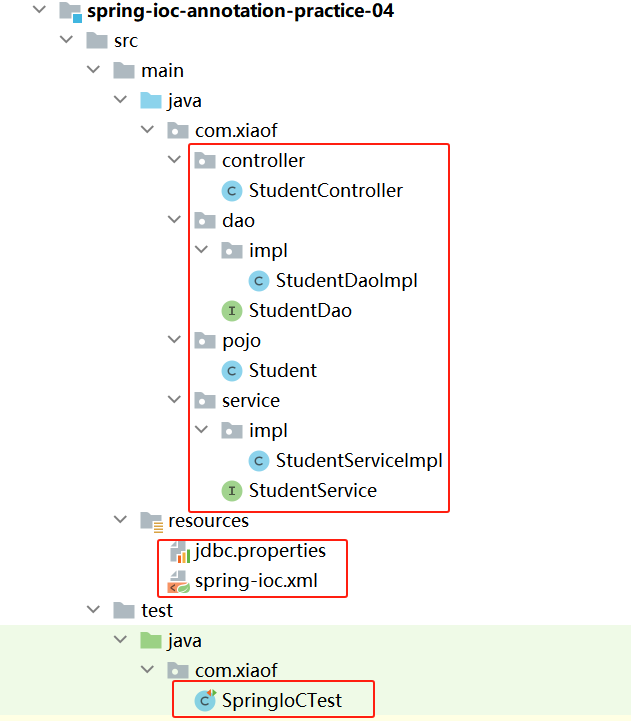 spring-ioc-annotation-practice-04
src
main
java
com.xiaof
controller
C StudentController
dao
impl
C StudentDaoImpl
I StudentDao
pojo
C Student
service
impl
C StudentServiceImpl
I StudentService
resources
jdbc.properties
spring-ioc.xml
test
java
com.xiaof
C SpringIoCTest